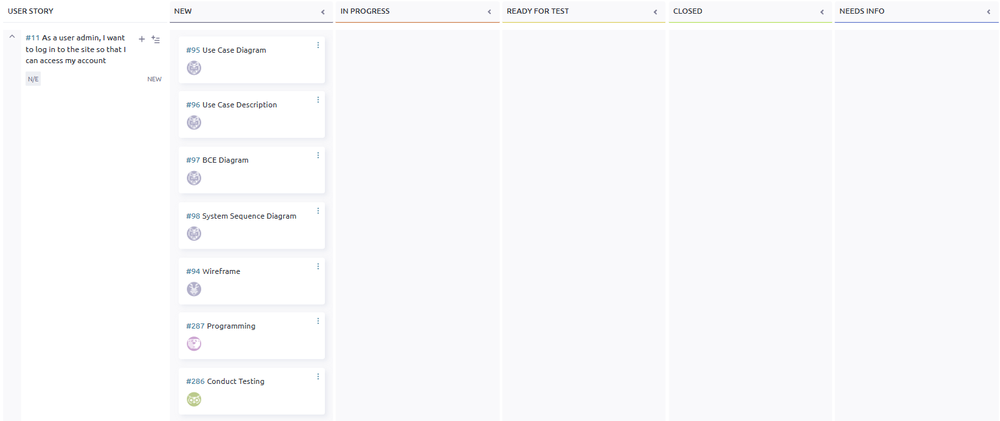 USER STORY
NEW
IN PROGRESS
READY FOR TEST
CLOSED
NEEDS INFO
#11 As a user admin, I want
to log in to the site so that I
can access my account
N/E
NEW
#95 Use Case Diagram
#96 Use Case Description
#97 BCE Diagram
#98 System Sequence Diagram
#94 Wireframe
#287 Programming
#286 Conduct Testing